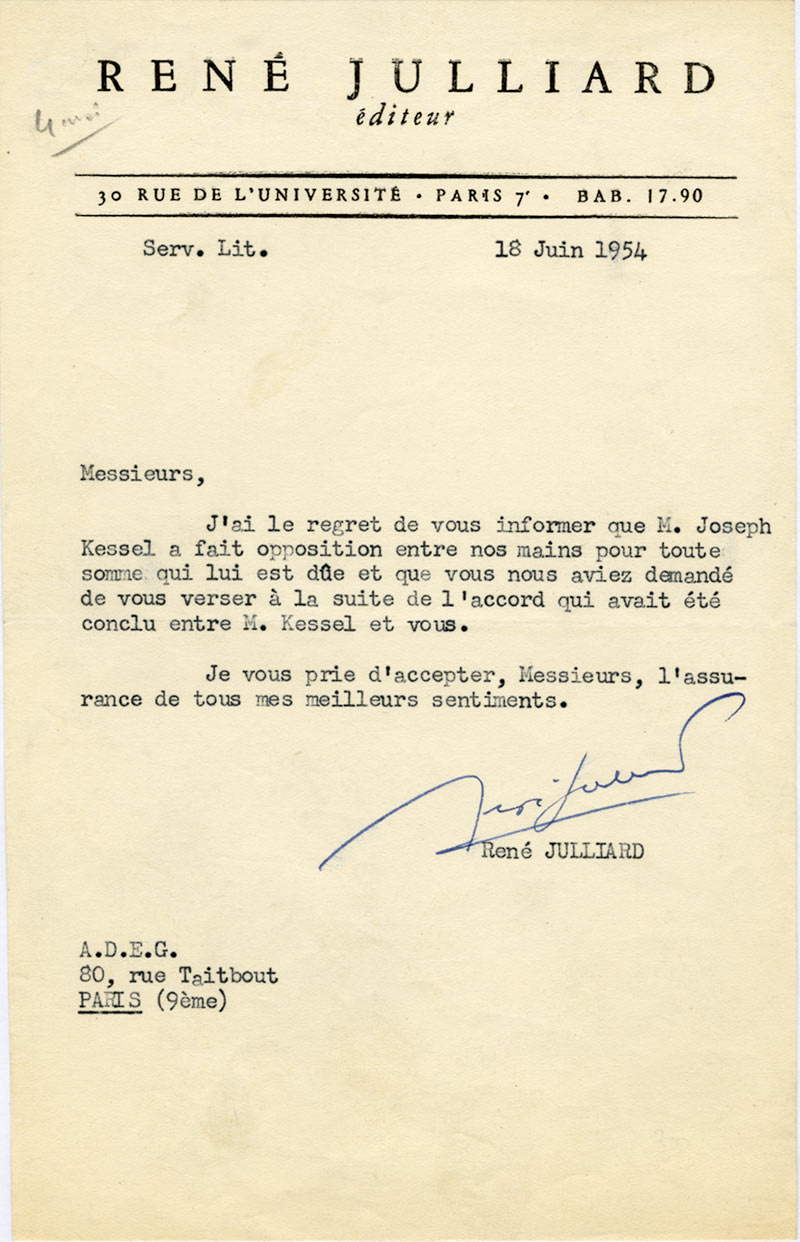 RENÉ JULLIARD
éditeur
30 RUE DE L'UNIVERSITÉ • PARIS 7e • BAB. 17.90
Serv. Lit. 18 Juin 1954
Messieurs,
J'ai le regret de vous informer que M. Joseph
Kessel a fait opposition entre nos mains pour toute
somme qui lui est dûe et que vous nous aviez demandé
de vous verser à la suite de l'accord qui avait été
conclu entre M. Kessel et vous.
Je vous prie d'accepter, Messieurs, l'assu-
rance de tous mes meilleurs sentiments.
René JULLIARD
A.D.E.G.
80, rue Taitbout
PARIS (9ème)